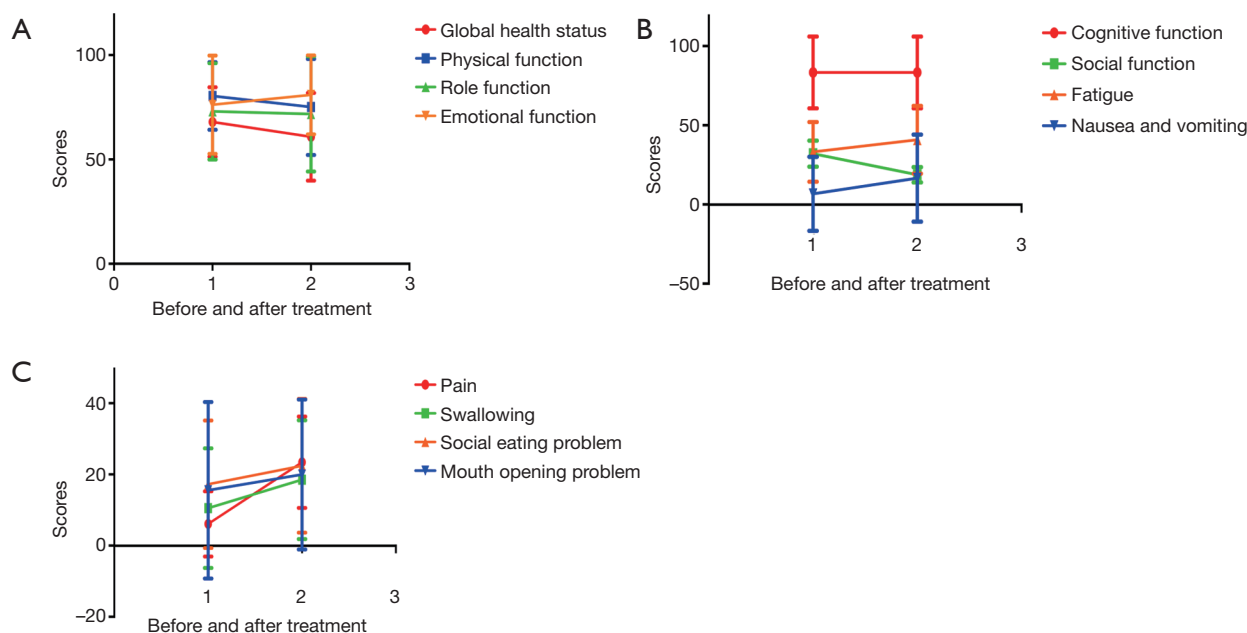 A
Scores
100
50
0
0 1 2 3
Before and after treatment
Global health status
Physical function
Role function
Emotional function
B
Scores
100
50
0
−50
1 2 3
Before and after treatment
Cognitive function
Social function
Fatigue
Nausea and vomiting
C
Scores
40
20
0
−20
1 2 3
Before and after treatment
Pain
Swallowing
Social eating problem
Mouth opening problem